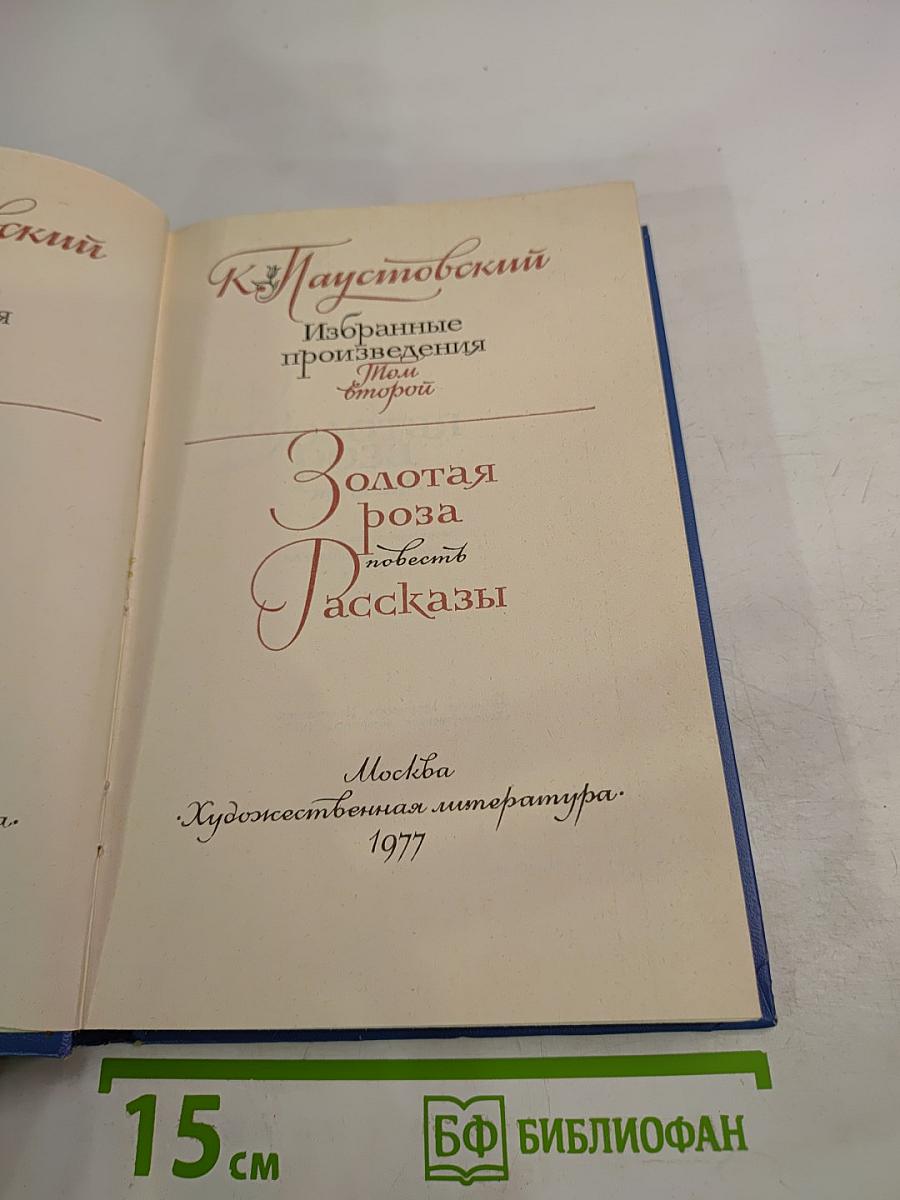 К Паустовский
Избранные
произведения
Том
второй
Золотая
роза
повесть
Рассказы
Москва
·Художественная литература·
1977
15 см
БФ БИБЛИОФАН